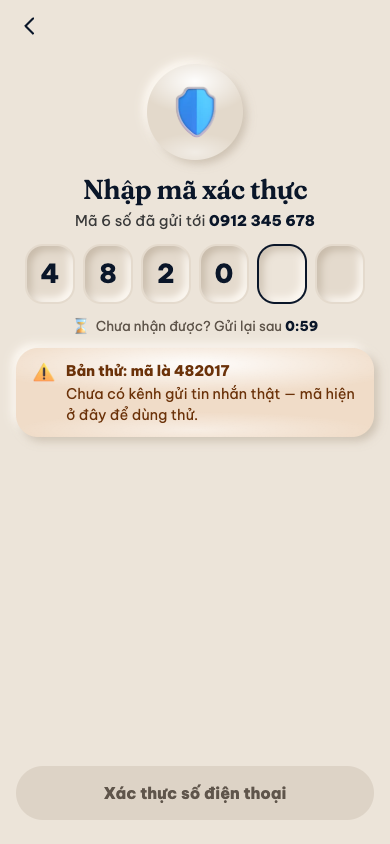 Nhập mã xác thực
Mã 6 số đã gửi tới 0912 345 678
4 8 2 0
Chưa nhận được? Gửi lại sau 0:59
Bản thử: mã là 482017
Chưa có kênh gửi tin nhắn thật — mã hiện
ở đây để dùng thử.
Xác thực số điện thoại